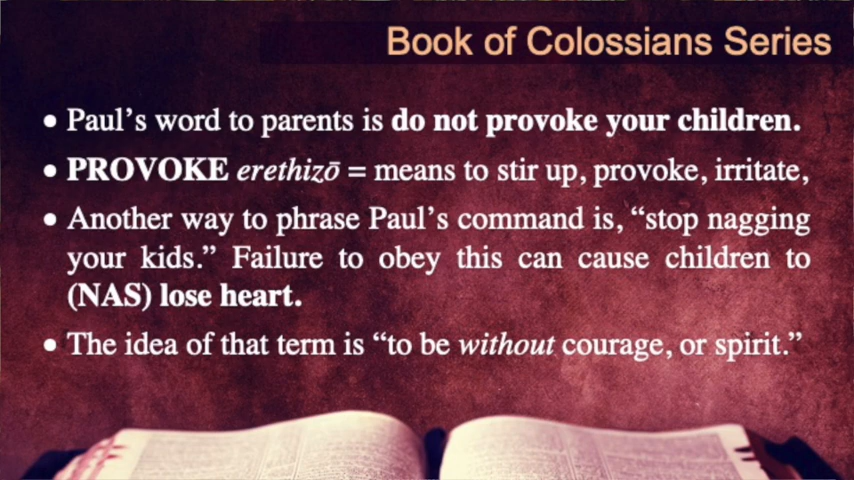 Book of Colossians Series
• Paul’s word to parents is do not provoke your children.
• PROVOKE erethizō = means to stir up, provoke, irritate,
• Another way to phrase Paul’s command is, “stop nagging
your kids.” Failure to obey this can cause children to
(NAS) lose heart.
• The idea of that term is “to be without courage, or spirit.”